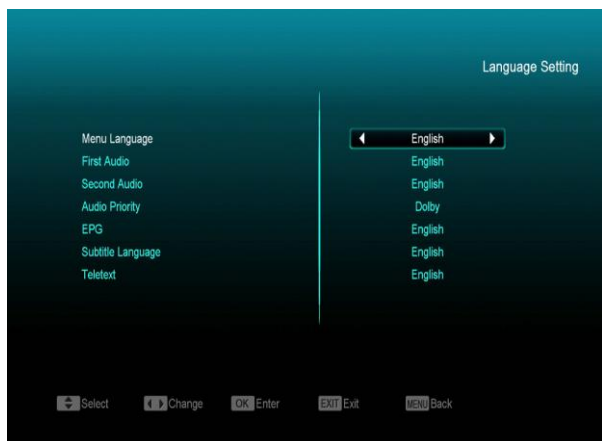 Language Setting
Menu Language English
First Audio English
Second Audio English
Audio Priority Dolby
EPG English
Subtitle Language English
Teletext English
Select Change OK Enter EXIT Exit MENU Back